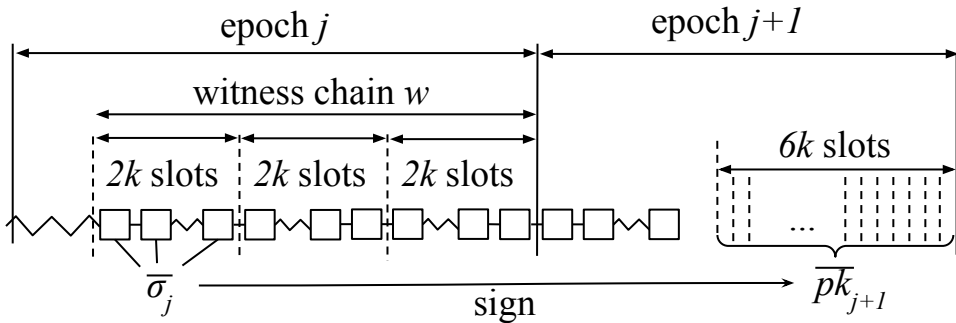 epoch j
epoch j+1
witness chain w
6k slots
2k slots 2k slots 2k slots
...
σ̅ⱼ
p̅k̅ⱼ₊₁
sign